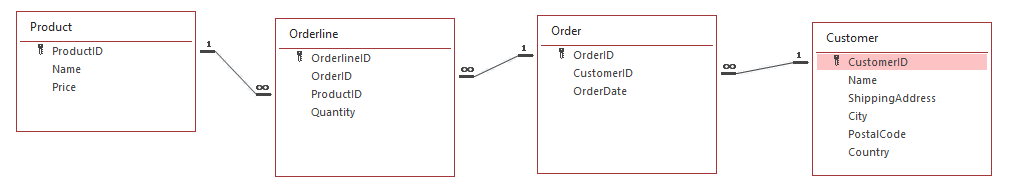 Product
ProductID
Name
Price
1
∞
Orderline
OrderlineID
OrderID
ProductID
Quantity
∞
1
Order
OrderID
CustomerID
OrderDate
∞
1
Customer
CustomerID
Name
ShippingAddress
City
PostalCode
Country